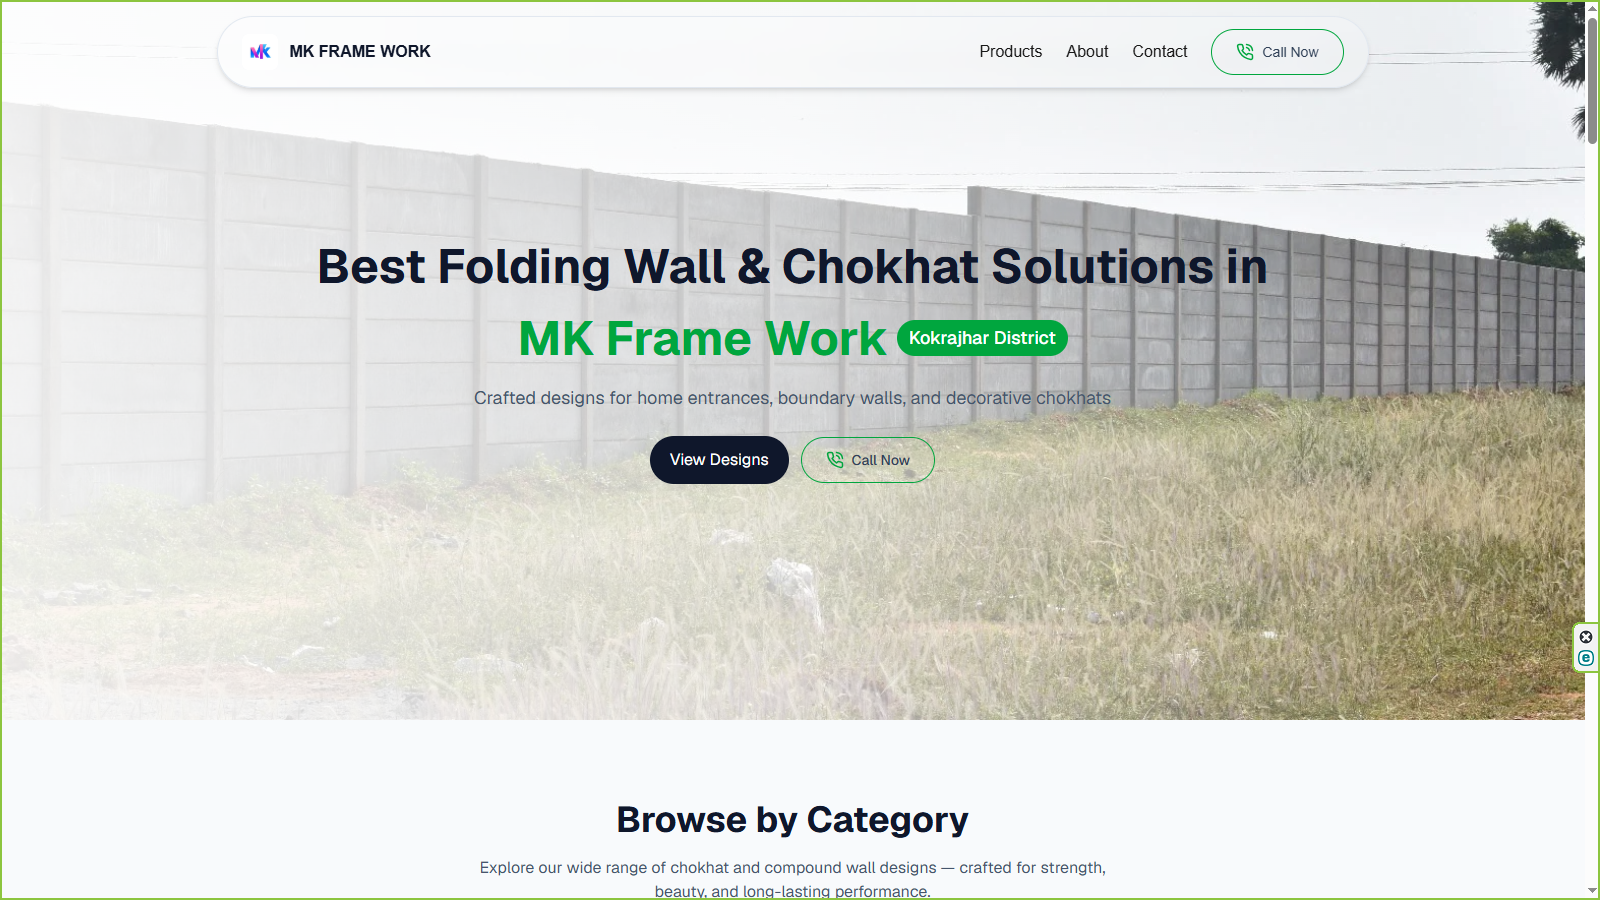 MK MK FRAME WORK Products About Contact Call Now
Best Folding Wall & Chokhat Solutions in
MK Frame Work Kokrajhar District
Crafted designs for home entrances, boundary walls, and decorative chokhats
View Designs Call Now
e
Browse by Category
Explore our wide range of chokhat and compound wall designs — crafted for strength,
beauty, and long-lasting performance.